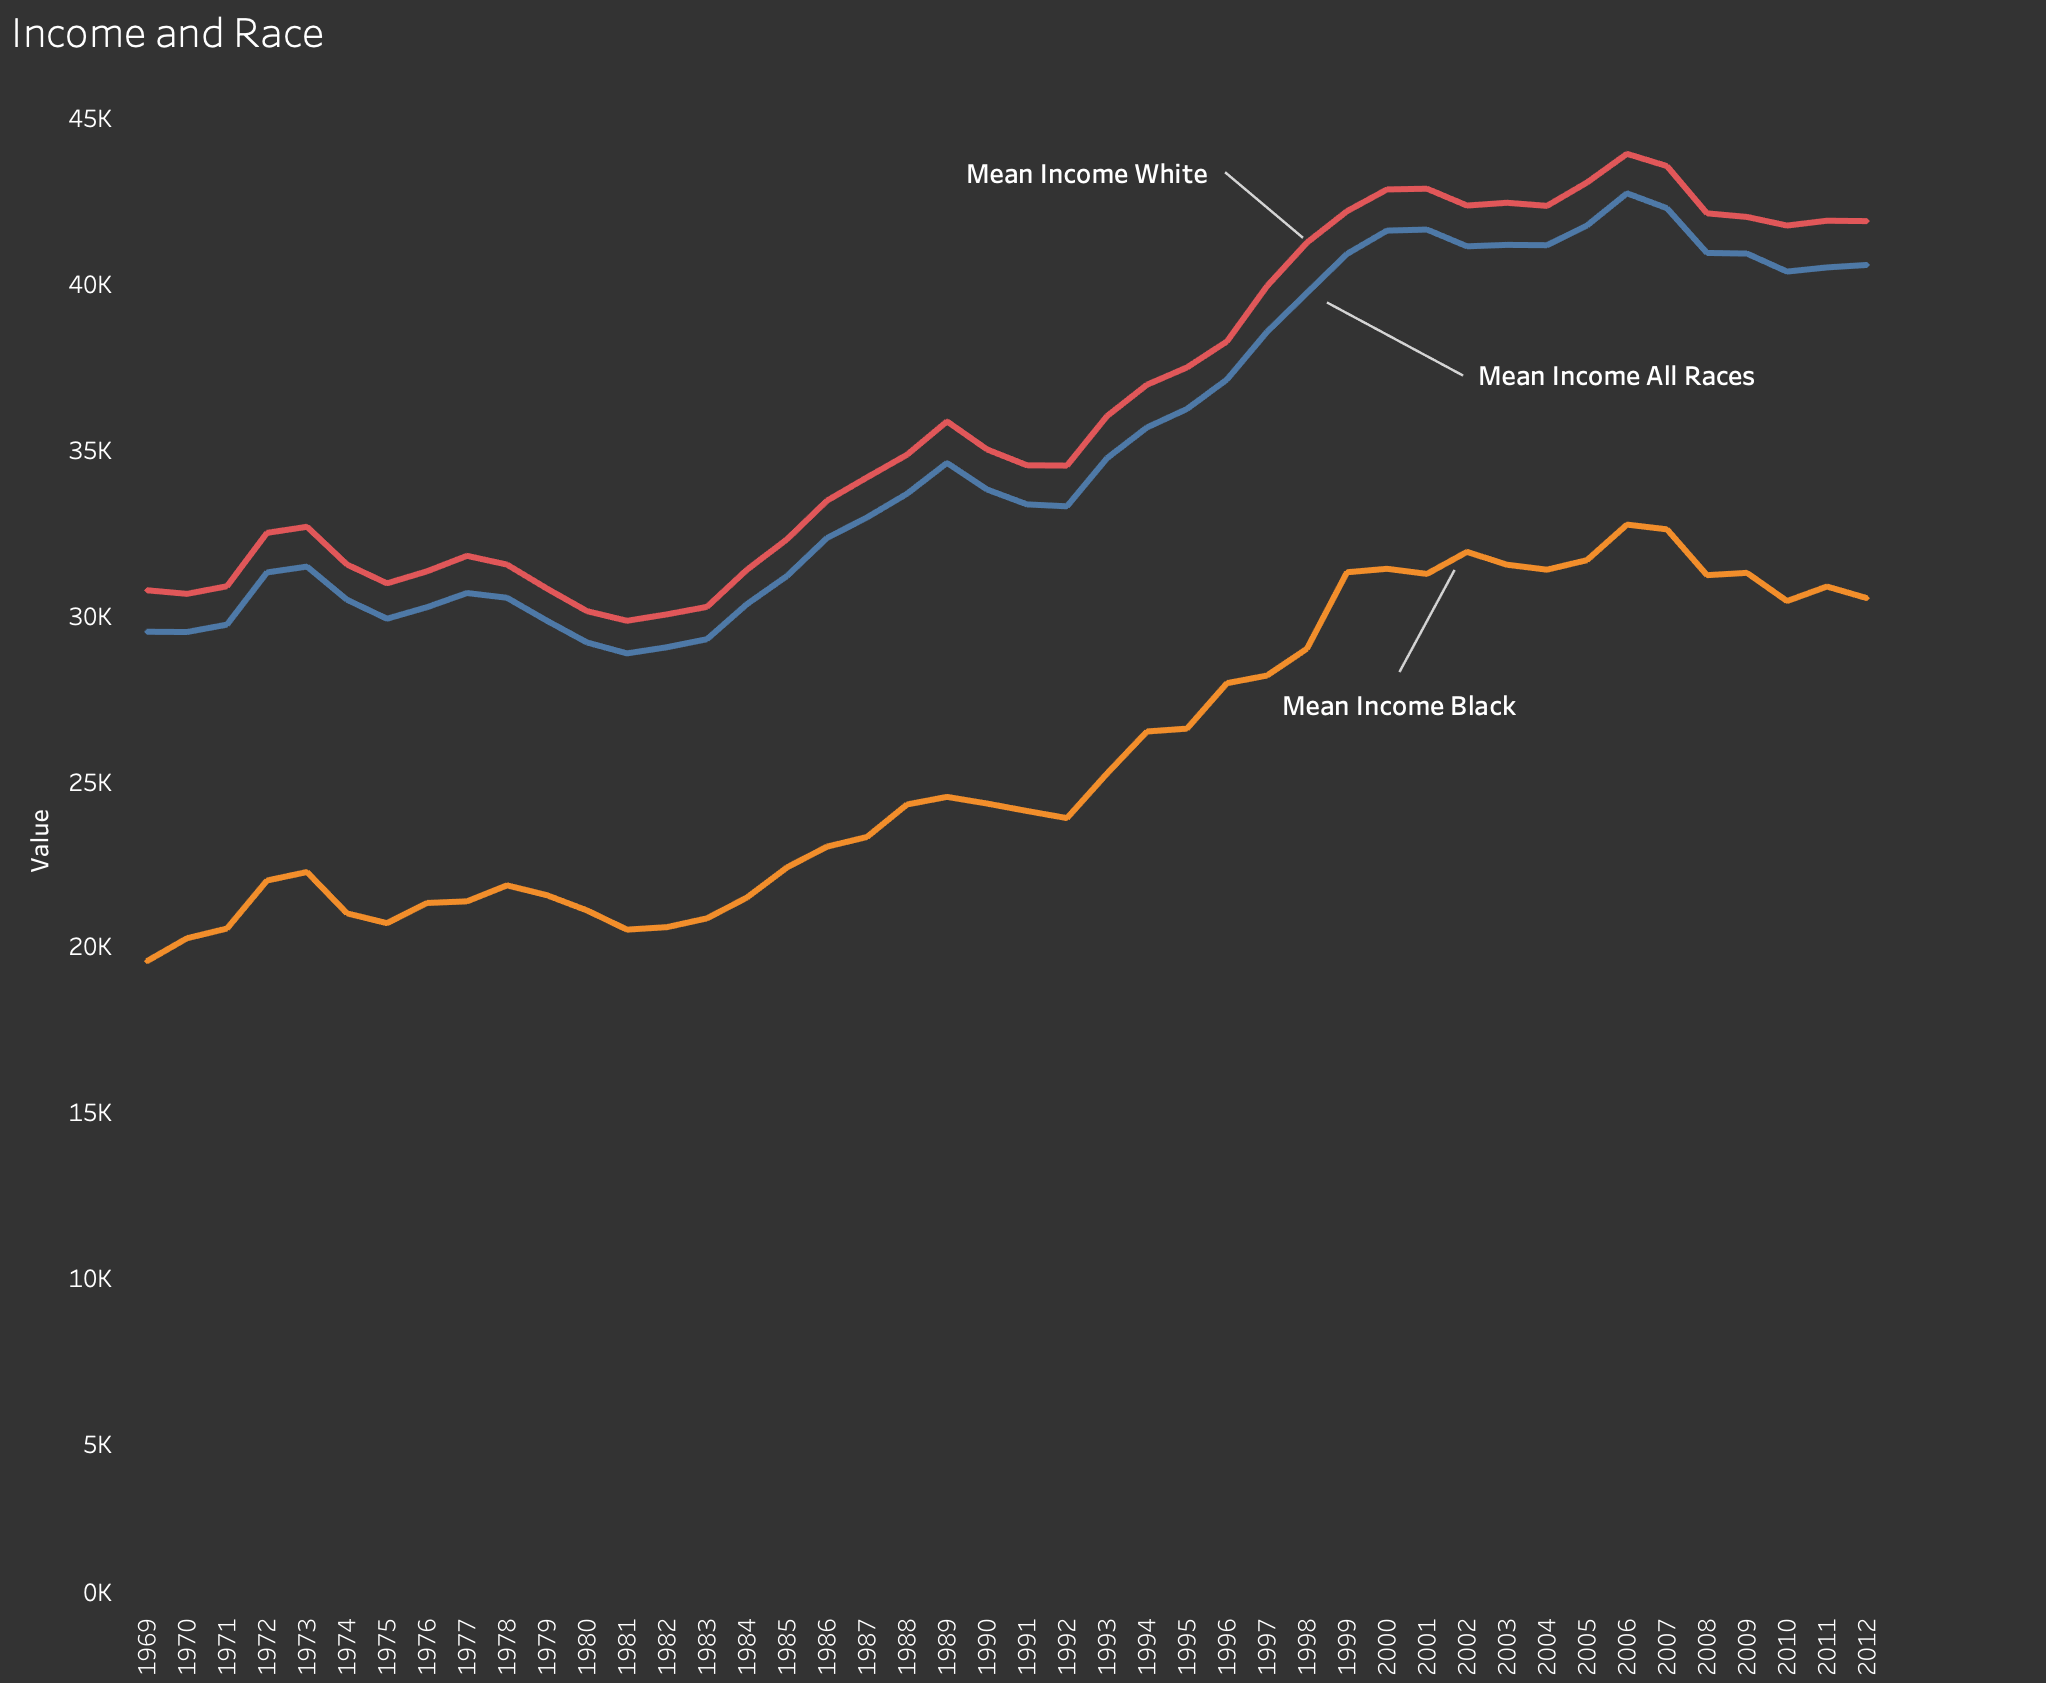 Income and Race
45K
Mean Income White
40K
Mean Income All Races
35K
30K
Mean Income Black
25K
Value
20K
15K
10K
5K
0K
1969 1970 1971 1972 1973 1974 1975 1976 1977 1978 1979 1980 1981 1982 1983 1984 1985 1986 1987 1988 1989 1990 1991 1992 1993 1994 1995 1996 1997 1998 1999 2000 2001 2002 2003 2004 2005 2006 2007 2008 2009 2010 2011 2012